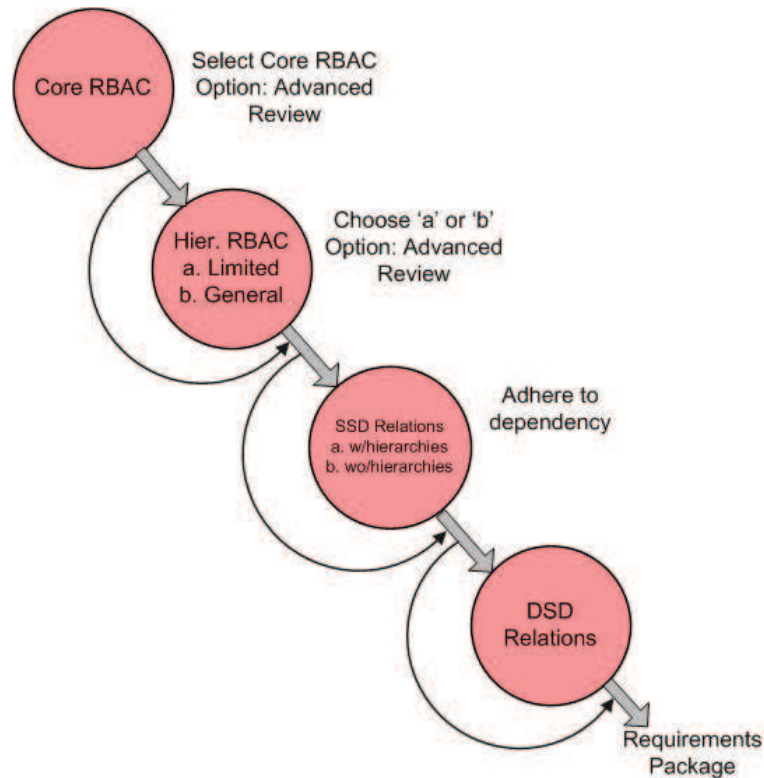 Core RBAC
Select Core RBAC
Option: Advanced
Review
Hier. RBAC
a. Limited
b. General
Choose ‘a’ or ‘b’
Option: Advanced
Review
SSD Relations
a. w/hierarchies
b. wo/hierarchies
Adhere to
dependency
DSD
Relations
Requirements
Package